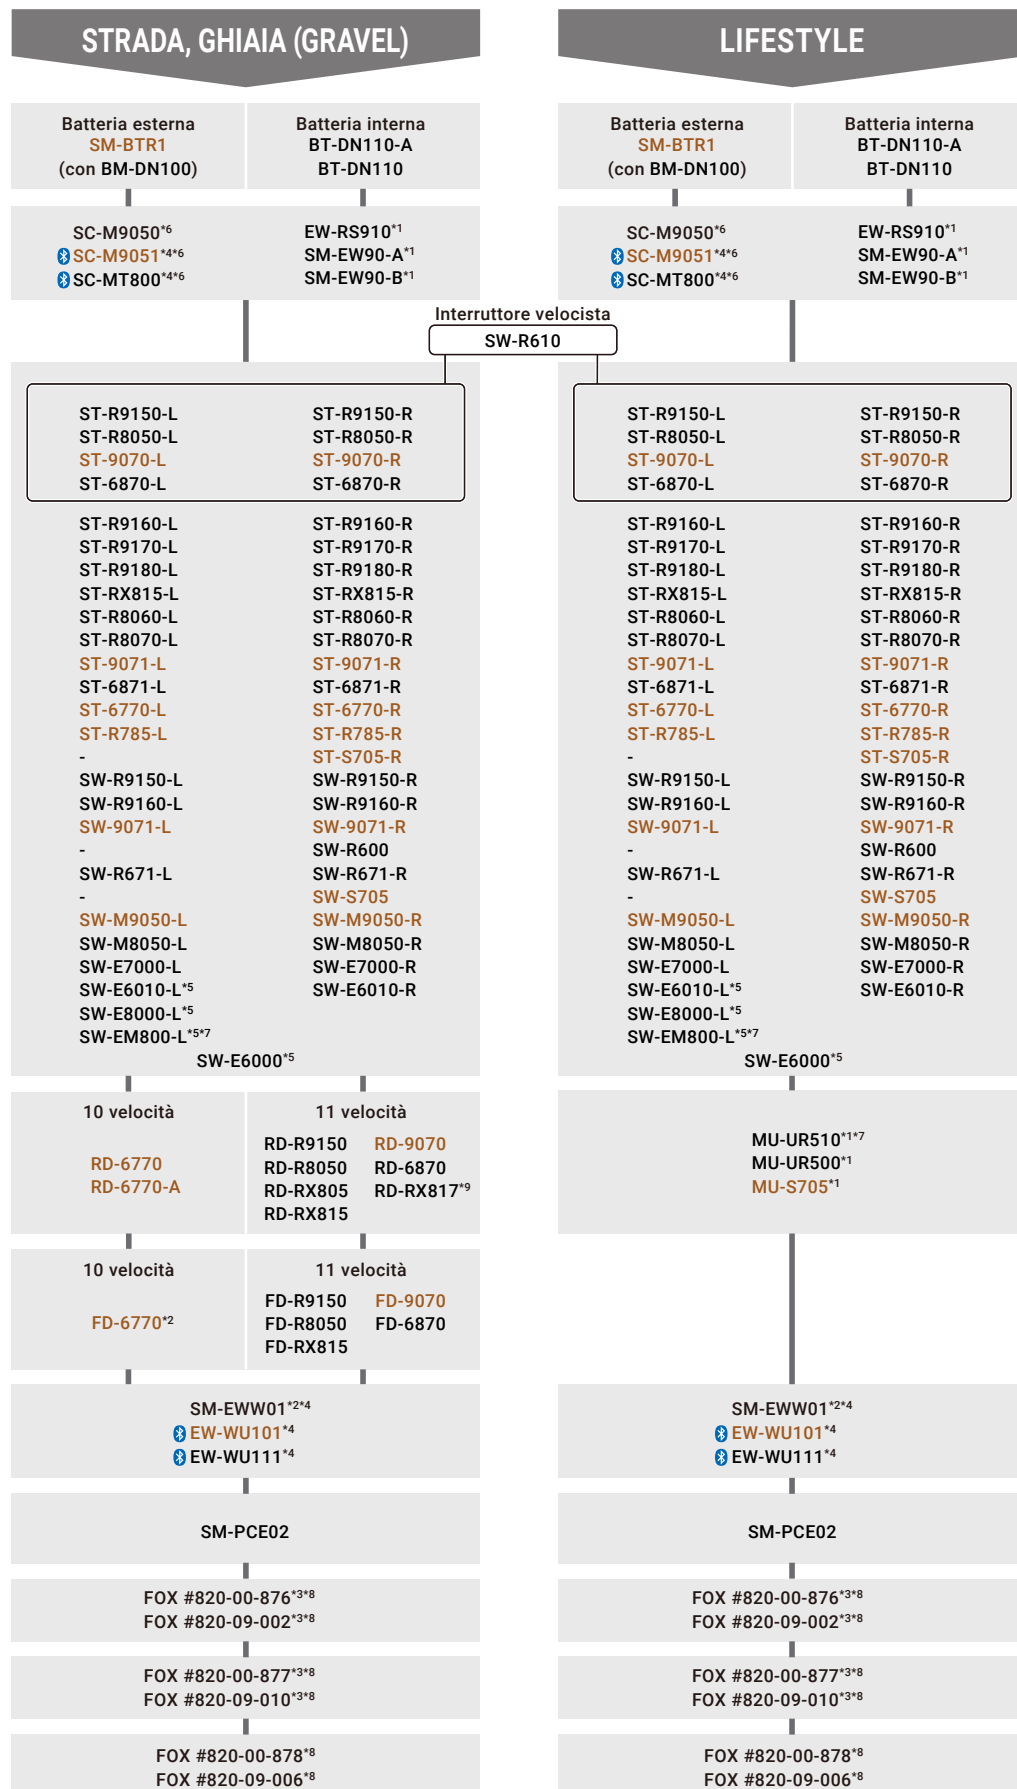 STRADA, GHIAIA (GRAVEL)
Batteria esterna
SM-BTR1
(con BM-DN100)
Batteria interna
BT-DN110-A
BT-DN110
SC-M9050*6
SC-M9051*4*6
SC-MT800*4*6
EW-RS910*1
SM-EW90-A*1
SM-EW90-B*1
Interruttore velocista
SW-R610
ST-R9150-L ST-R9150-R
ST-R8050-L ST-R8050-R
ST-9070-L ST-9070-R
ST-6870-L ST-6870-R
ST-R9160-L ST-R9160-R
ST-R9170-L ST-R9170-R
ST-R9180-L ST-R9180-R
ST-RX815-L ST-RX815-R
ST-R8060-L ST-R8060-R
ST-R8070-L ST-R8070-R
ST-9071-L ST-9071-R
ST-6871-L ST-6871-R
ST-6770-L ST-6770-R
ST-R785-L ST-R785-R
- ST-S705-R
SW-R9150-L SW-R9150-R
SW-R9160-L SW-R9160-R
SW-9071-L SW-9071-R
- SW-R600
SW-R671-L SW-R671-R
- SW-S705
SW-M9050-L SW-M9050-R
SW-M8050-L SW-M8050-R
SW-E7000-L SW-E7000-R
SW-E6010-L*5 SW-E6010-R
SW-E8000-L*5
SW-EM800-L*5*7
SW-E6000*5
10 velocità
RD-6770
RD-6770-A
11 velocità
RD-R9150 RD-9070
RD-R8050 RD-6870
RD-RX805 RD-RX817*9
RD-RX815
10 velocità
FD-6770*2
11 velocità
FD-R9150 FD-9070
FD-R8050 FD-6870
FD-RX815
SM-EWW01*2*4
EW-WU101*4
EW-WU111*4
SM-PCE02
FOX #820-00-876*3*8
FOX #820-09-002*3*8
FOX #820-00-877*3*8
FOX #820-09-010*3*8
FOX #820-00-878*8
FOX #820-09-006*8
LIFESTYLE
Batteria esterna
SM-BTR1
(con BM-DN100)
Batteria interna
BT-DN110-A
BT-DN110
SC-M9050*6
SC-M9051*4*6
SC-MT800*4*6
EW-RS910*1
SM-EW90-A*1
SM-EW90-B*1
ST-R9150-L ST-R9150-R
ST-R8050-L ST-R8050-R
ST-9070-L ST-9070-R
ST-6870-L ST-6870-R
ST-R9160-L ST-R9160-R
ST-R9170-L ST-R9170-R
ST-R9180-L ST-R9180-R
ST-RX815-L ST-RX815-R
ST-R8060-L ST-R8060-R
ST-R8070-L ST-R8070-R
ST-9071-L ST-9071-R
ST-6871-L ST-6871-R
ST-6770-L ST-6770-R
ST-R785-L ST-R785-R
- ST-S705-R
SW-R9150-L SW-R9150-R
SW-R9160-L SW-R9160-R
SW-9071-L SW-9071-R
- SW-R600
SW-R671-L SW-R671-R
- SW-S705
SW-M9050-L SW-M9050-R
SW-M8050-L SW-M8050-R
SW-E7000-L SW-E7000-R
SW-E6010-L*5 SW-E6010-R
SW-E8000-L*5
SW-EM800-L*5*7
SW-E6000*5
MU-UR510*1*7
MU-UR500*1
MU-S705*1
SM-EWW01*2*4
EW-WU101*4
EW-WU111*4
SM-PCE02
FOX #820-00-876*3*8
FOX #820-09-002*3*8
FOX #820-00-877*3*8
FOX #820-09-010*3*8
FOX #820-00-878*8
FOX #820-09-006*8